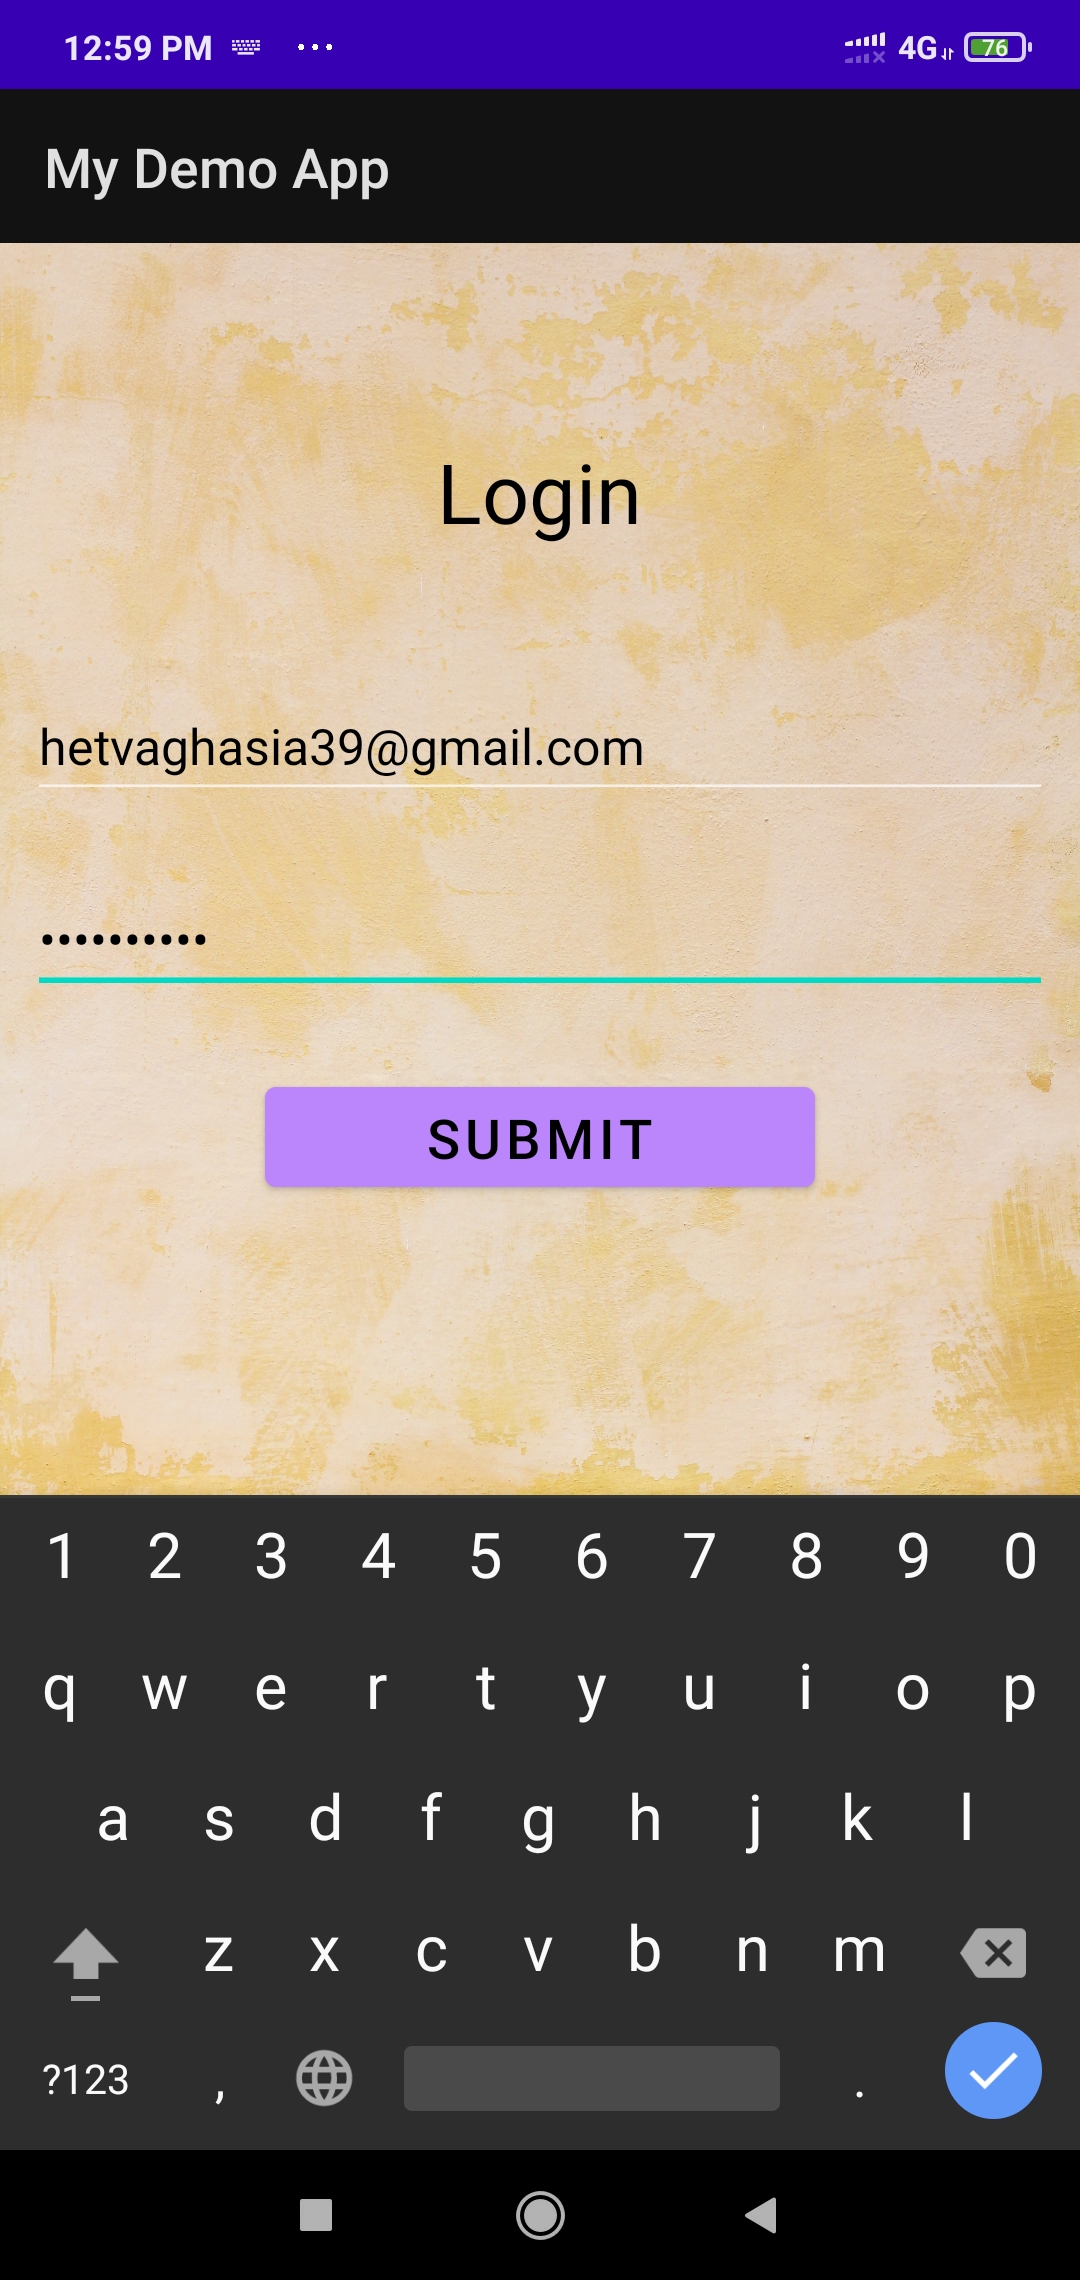 12:59 PM ... 4G 76
My Demo App
Login
hetvaghasia39@gmail.com
••••••••••
SUBMIT
1 2 3 4 5 6 7 8 9 0
q w e r t y u i o p
a s d f g h j k l
z x c v b n m
?123 , .